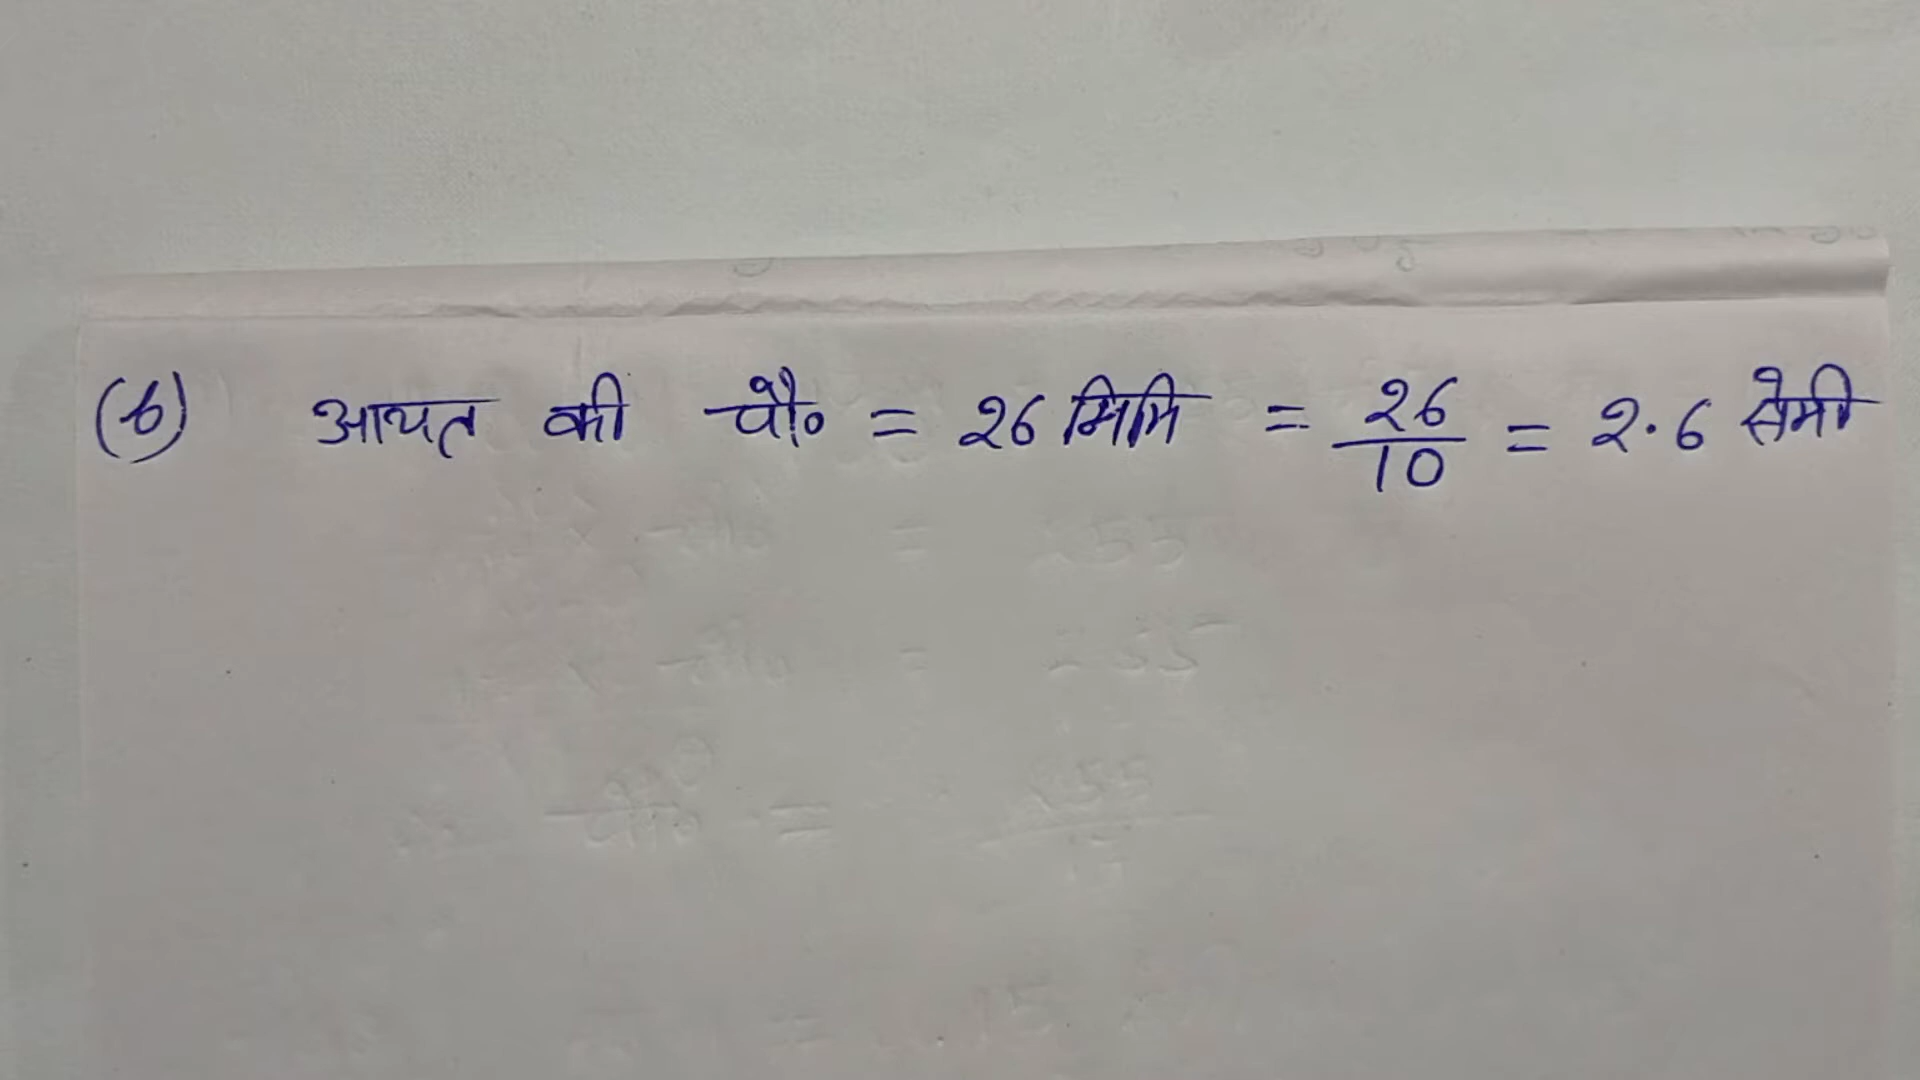 (b) आयत की चौ० = 26 मिमि = 26/10 = 2.6 सेमी